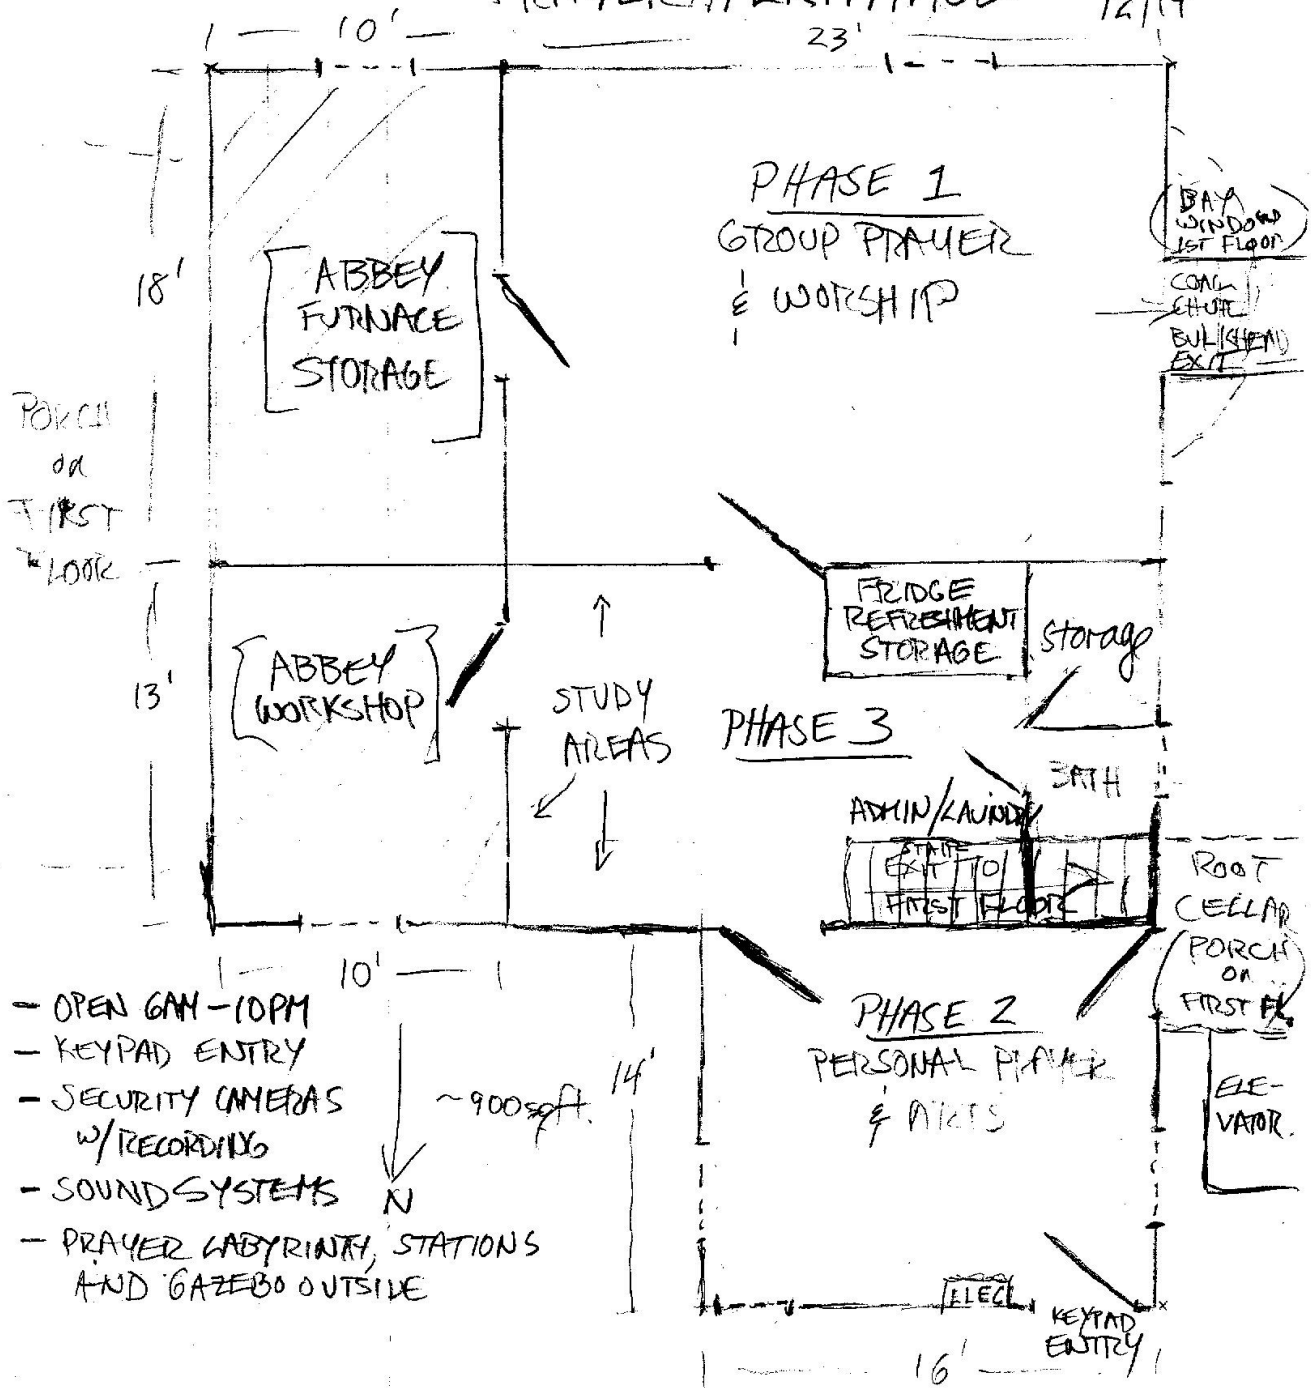 12/19
10'
23'
PHASE 1
GROUP PRAYER
& WORSHIP
BAY
WINDOW
1ST FLOOR
COAL
CHUTE
BULKHEAD
EXIT
[ABBEY
FURNACE
STORAGE]
18'
PORCH
ON
FIRST
FLOOR
FRIDGE
REFRESHMENT
STORAGE
Storage
[ABBEY
WORKSHOP]
13'
STUDY
AREAS
PHASE 3
BATH
ADMIN/LAUNDRY
STAIR
EXIT TO
FIRST FLOOR
ROOT
CELLAR
(PORCH
ON
FIRST FL.)
10'
- OPEN 6AM-10PM
- KEYPAD ENTRY
- SECURITY CAMERAS
W/RECORDING
- SOUND SYSTEMS
- PRAYER LABYRINTH, STATIONS
AND GAZEBO OUTSIDE
N
~900sqft.
14'
PHASE 2
PERSONAL PRAYER
& ARTS
ELE-
VATOR.
ELEC
KEYPAD
ENTRY
16'